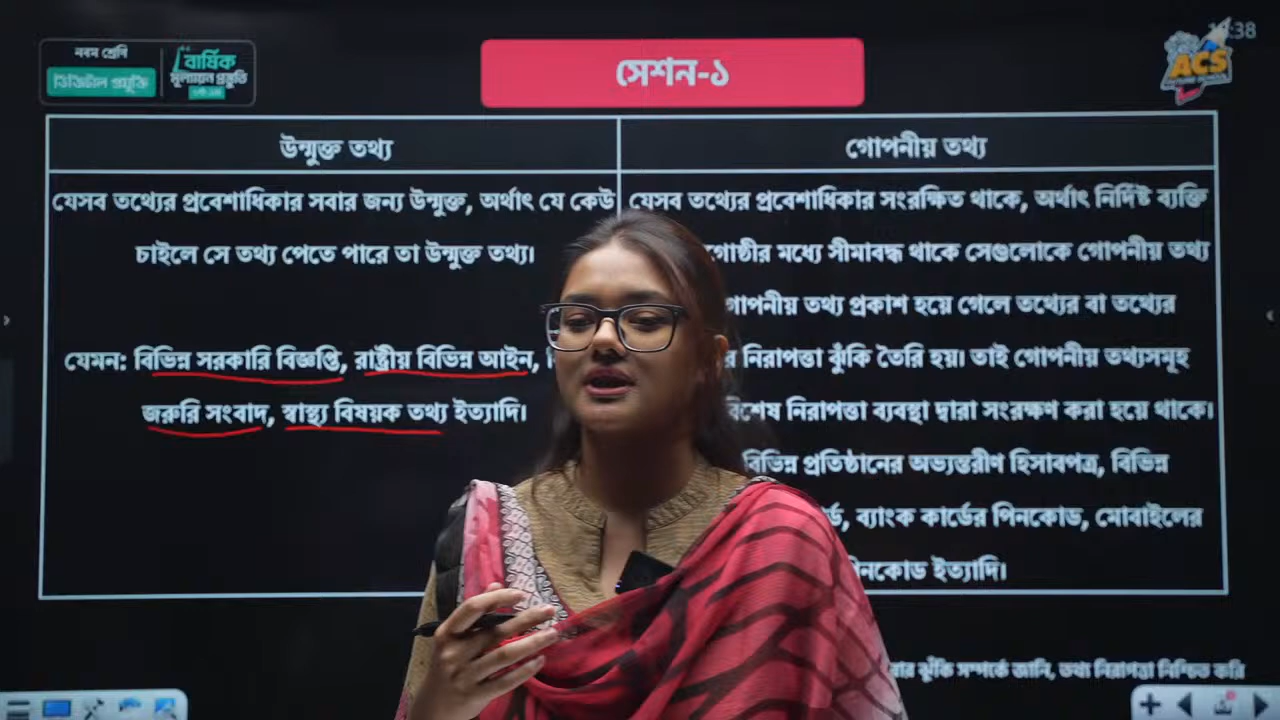 নবম শ্রেণি
ডিজিটাল প্রযুক্তি
বার্ষিক
মূল্যায়ন প্রস্তুতি
সেশন-১
:38
ACS
উন্মুক্ত তথ্য
গোপনীয় তথ্য
যেসব তথ্যের প্রবেশাধিকার সবার জন্য উন্মুক্ত, অর্থাৎ যে কেউ
চাইলে সে তথ্য পেতে পারে তা উন্মুক্ত তথ্য।
যেমন: বিভিন্ন সরকারি বিজ্ঞপ্তি, রাষ্ট্রীয় বিভিন্ন আইন,
জরুরি সংবাদ, স্বাস্থ্য বিষয়ক তথ্য ইত্যাদি।
যেসব তথ্যের প্রবেশাধিকার সংরক্ষিত থাকে, অর্থাৎ নির্দিষ্ট ব্যক্তি
গোষ্ঠীর মধ্যে সীমাবদ্ধ থাকে সেগুলোকে গোপনীয় তথ্য
গোপনীয় তথ্য প্রকাশ হয়ে গেলে তথ্যের বা তথ্যের
নিরাপত্তা ঝুঁকি তৈরি হয়। তাই গোপনীয় তথ্যসমূহ
বিশেষ নিরাপত্তা ব্যবস্থা দ্বারা সংরক্ষণ করা হয়ে থাকে।
বিভিন্ন প্রতিষ্ঠানের অভ্যন্তরীণ হিসাবপত্র, বিভিন্ন
ব্যাংক কার্ডের পিনকোড, মোবাইলের
ইত্যাদি।
ঝুঁকি সম্পর্কে জানি, তথ্য নিরাপত্তা নিশ্চিত করি